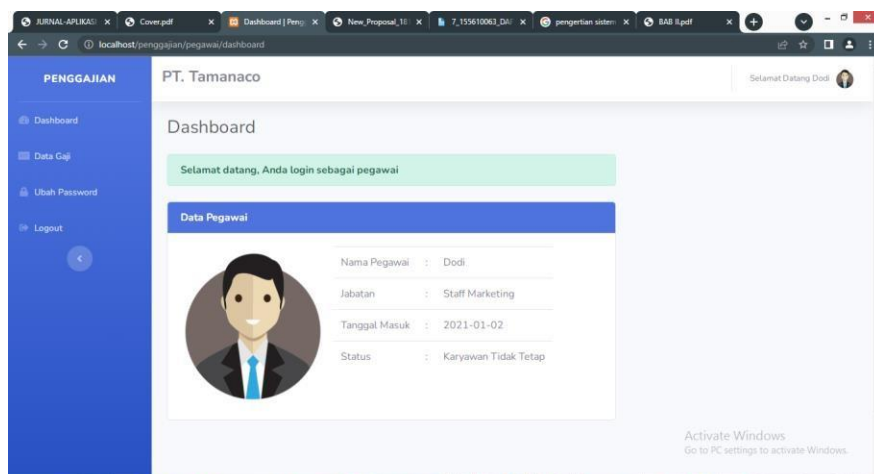 JURNAL-APLIKASI
Cover.pdf
Dashboard | Peng
New_Proposal_18
7_155610063_DAF
pengertian sistem
BAB II.pdf
localhost/penggajian/pegawai/dashboard
PENGGAJIAN
PT. Tamanaco
Selamat Datang Dodi
Dashboard
Data Gaji
Ubah Password
Logout
Dashboard
Selamat datang, Anda login sebagai pegawai
Data Pegawai
Nama Pegawai : Dodi
Jabatan : Staff Marketing
Tanggal Masuk : 2021-01-02
Status : Karyawan Tidak Tetap
Activate Windows
Go to PC settings to activate Windows.